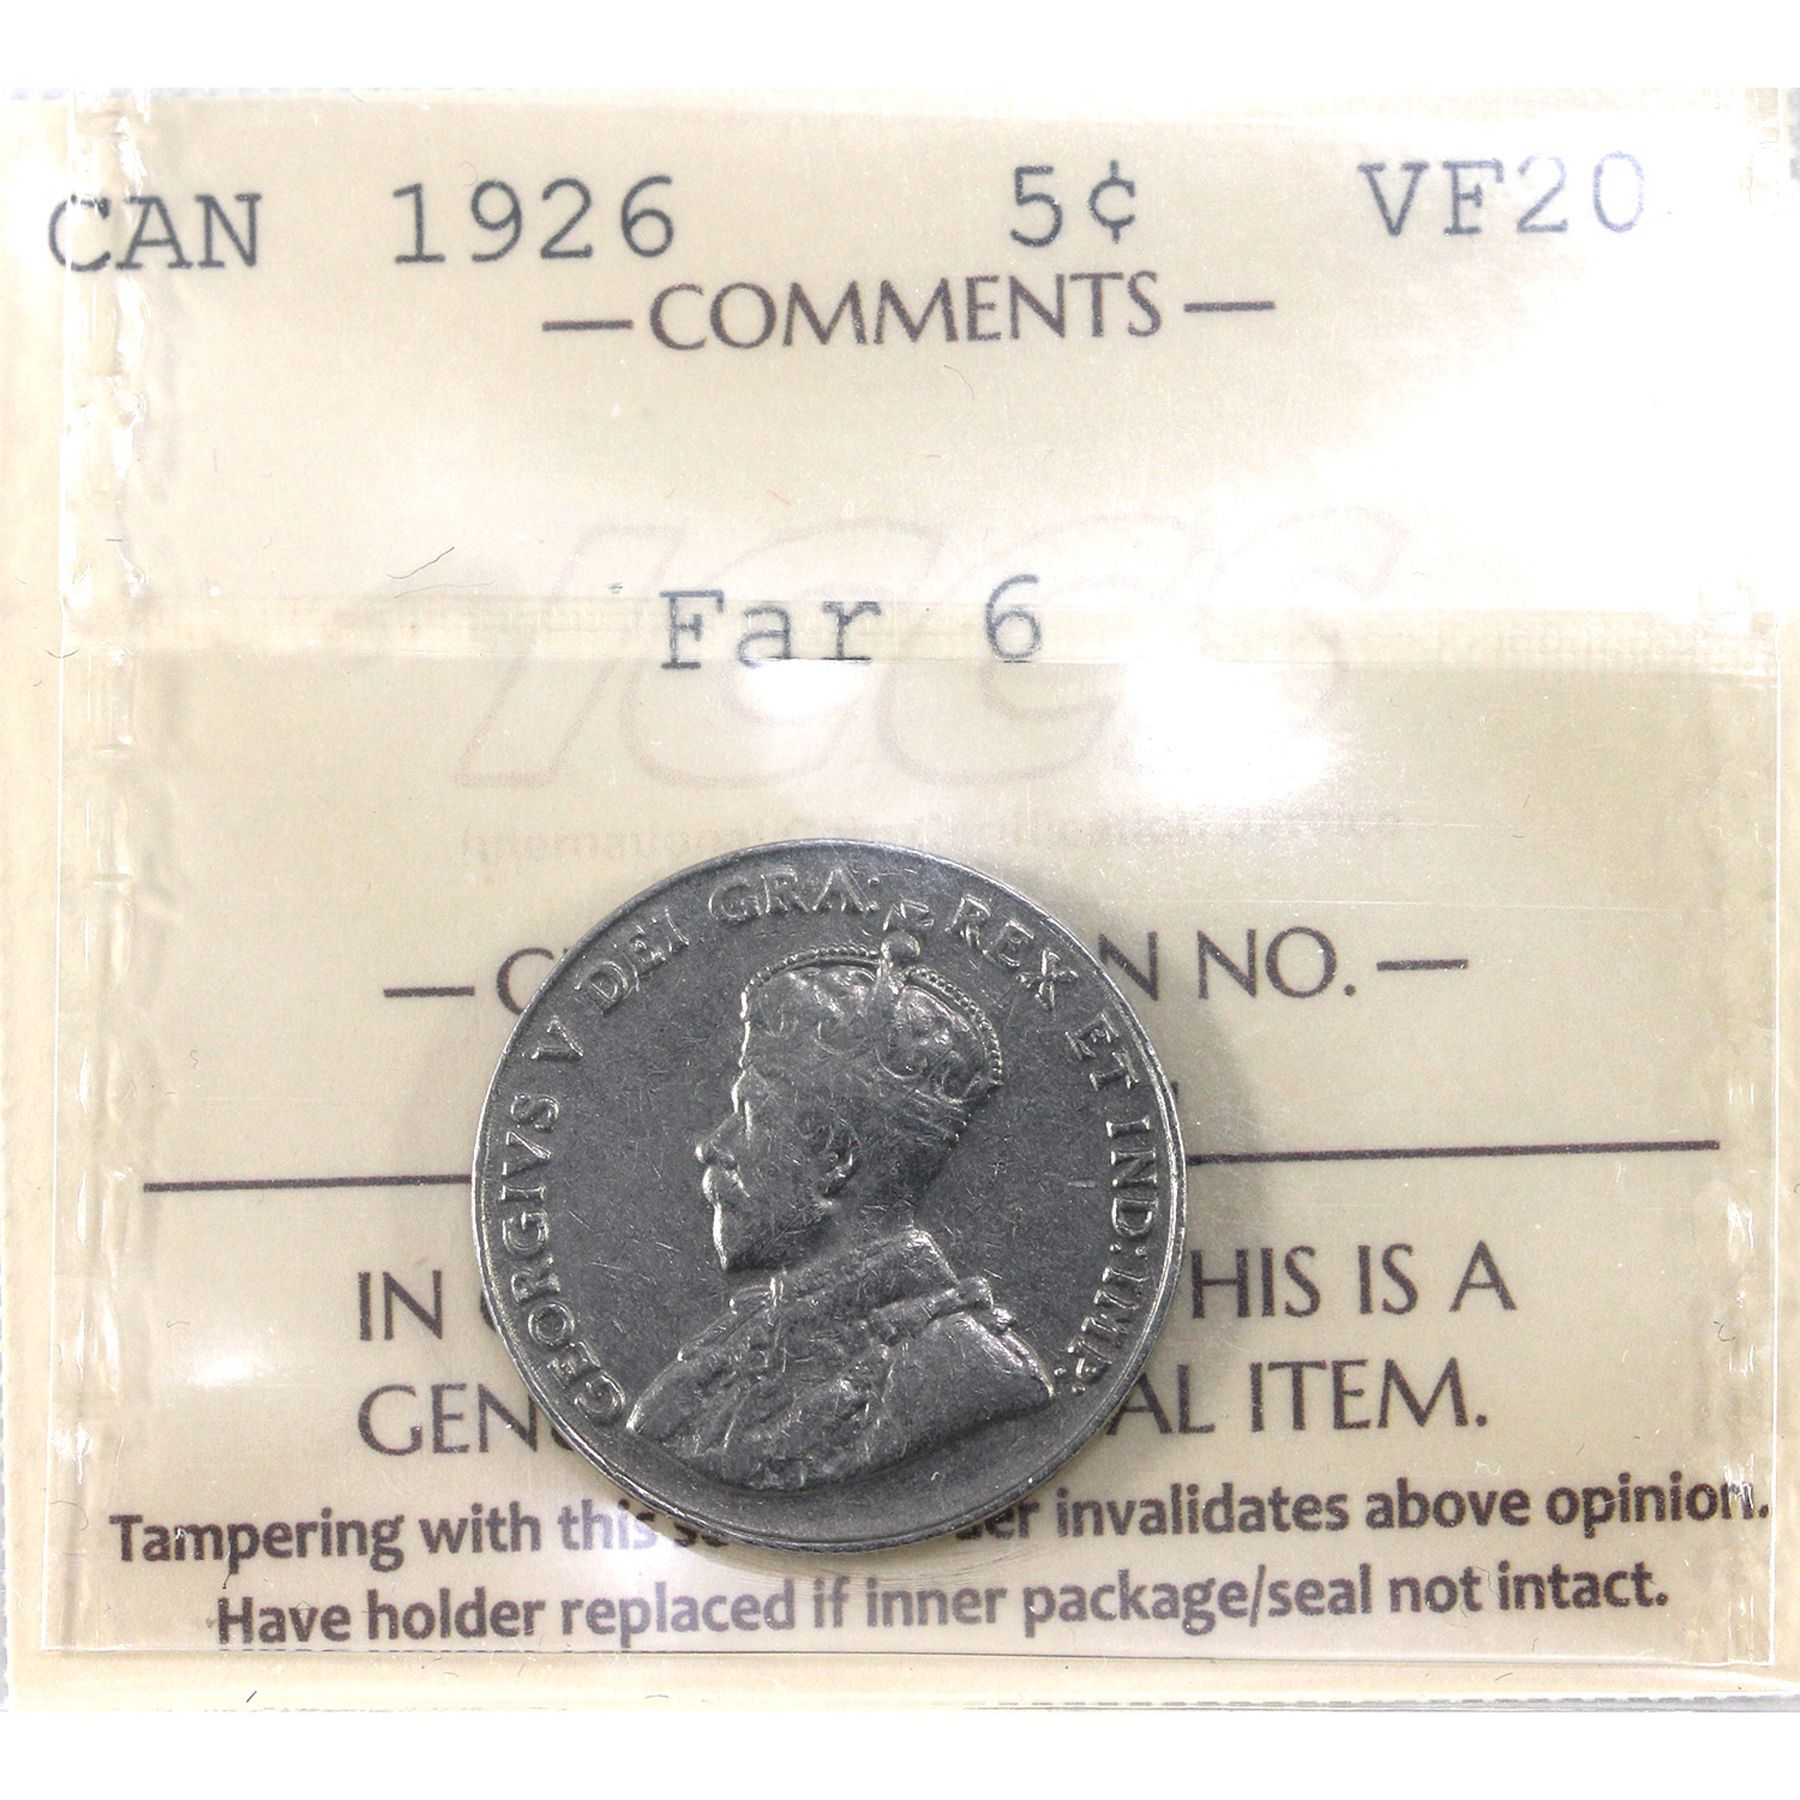 CAN 1926 5¢ VF20
—COMMENTS—
ICCS
Far 6
—C N NO.—
IN HIS IS A
GEN AL ITEM.
Tampering with this s er invalidates above opinion.
Have holder replaced if inner package/seal not intact.
GEORGIVS V DEI GRA: REX ET IND: IMP: